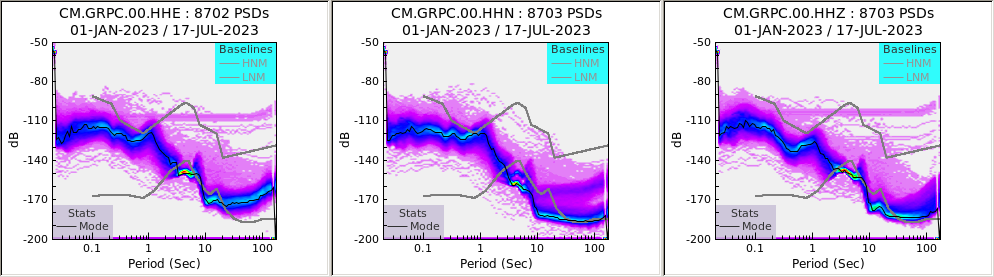 CM.GRPC.00.HHE : 8702 PSDs
01-JAN-2023 / 17-JUL-2023
-50
-80
-110
-140
-170
-200
dB
Baselines
HNM
LNM
Stats
Mode
0.1 1 10 100
Period (Sec)
CM.GRPC.00.HHN : 8703 PSDs
01-JAN-2023 / 17-JUL-2023
-50
-80
-110
-140
-170
-200
dB
Baselines
HNM
LNM
Stats
Mode
0.1 1 10 100
Period (Sec)
CM.GRPC.00.HHZ : 8703 PSDs
01-JAN-2023 / 17-JUL-2023
-50
-80
-110
-140
-170
-200
dB
Baselines
HNM
LNM
Stats
Mode
0.1 1 10 100
Period (Sec)